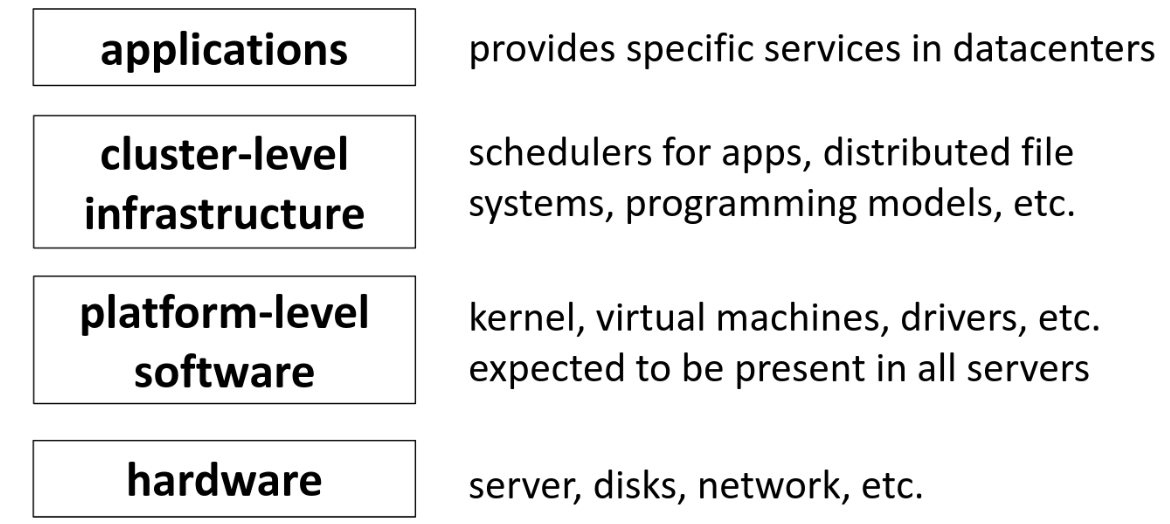 applications
provides specific services in datacenters
cluster-level
infrastructure
schedulers for apps, distributed file
systems, programming models, etc.
platform-level
software
kernel, virtual machines, drivers, etc.
expected to be present in all servers
hardware
server, disks, network, etc.